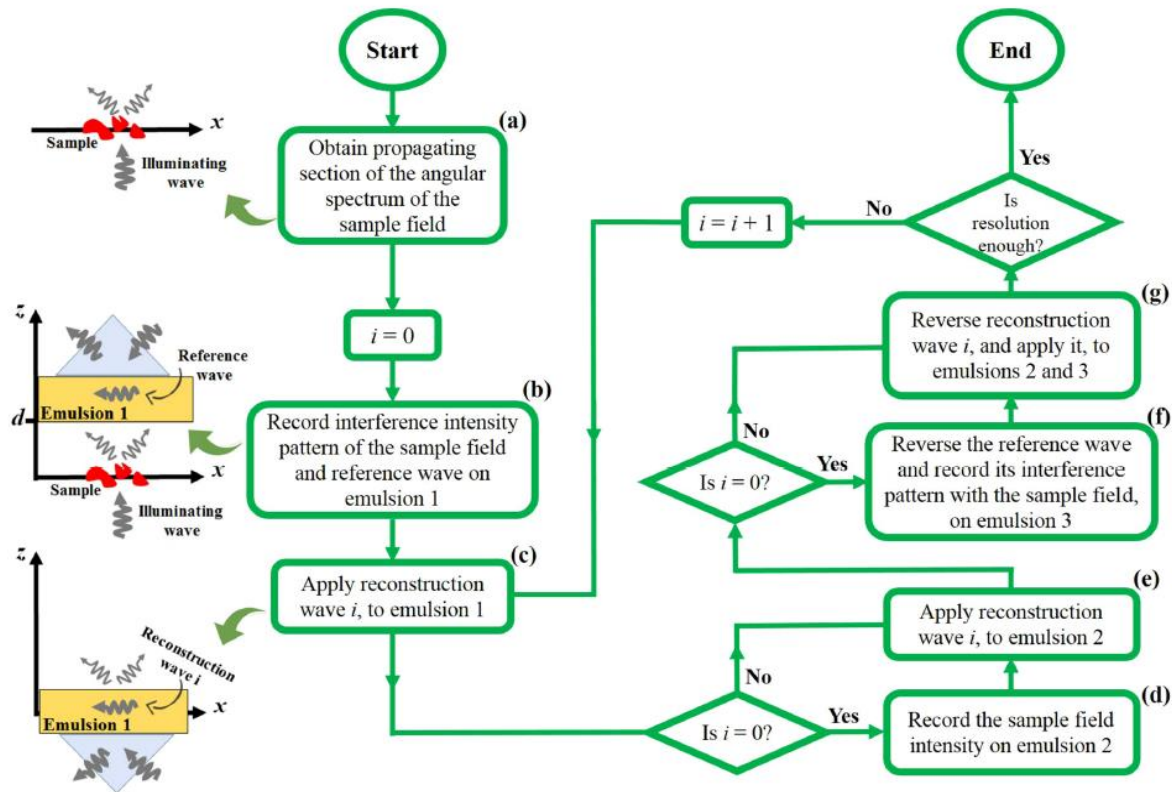 Start
(a)
Obtain propagating
section of the angular
spectrum of the
sample field
x
Sample
Illuminating
wave
i = 0
(b)
Record interference intensity
pattern of the sample field
and reference wave on
emulsion 1
z
Reference
wave
Emulsion 1
d
x
Sample
Illuminating
wave
(c)
Apply reconstruction
wave i, to emulsion 1
z
Reconstruction
wave i
Emulsion 1
x
Is i = 0?
Yes
No
(d)
Record the sample field
intensity on emulsion 2
(e)
Apply reconstruction
wave i, to emulsion 2
Is i = 0?
Yes
No
(f)
Reverse the reference wave
and record its interference
pattern with the sample field,
on emulsion 3
(g)
Reverse reconstruction
wave i, and apply it, to
emulsions 2 and 3
Is
resolution
enough?
No
i = i + 1
Yes
End